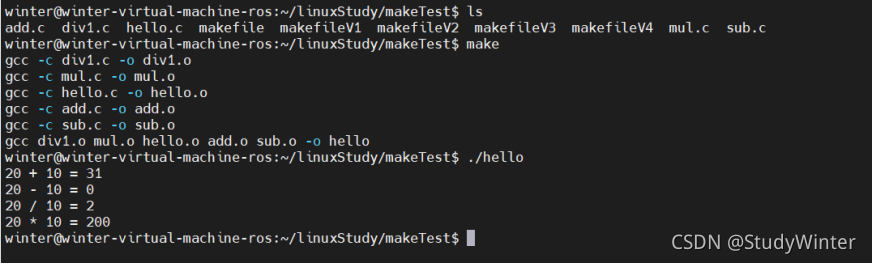 winter@winter-virtual-machine-ros:~/linuxStudy/makeTest$ ls
add.c  div1.c  hello.c  makefile  makefileV1  makefileV2  makefileV3  makefileV4  mul.c  sub.c
winter@winter-virtual-machine-ros:~/linuxStudy/makeTest$ make
gcc -c div1.c -o div1.o
gcc -c mul.c -o mul.o
gcc -c hello.c -o hello.o
gcc -c add.c -o add.o
gcc -c sub.c -o sub.o
gcc div1.o mul.o hello.o add.o sub.o -o hello
winter@winter-virtual-machine-ros:~/linuxStudy/makeTest$ ./hello
20 + 10 = 31
20 - 10 = 0
20 / 10 = 2
20 * 10 = 200
winter@winter-virtual-machine-ros:~/linuxStudy/makeTest$
CSDN @StudyWinter